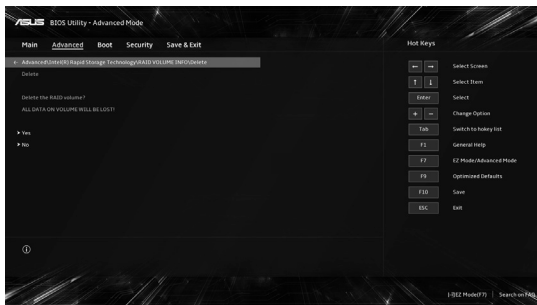 ASUS BIOS Utility - Advanced Mode
Main Advanced Boot Security Save & Exit
Hot Keys
← Advanced\Intel(R) Rapid Storage Technology\RAID VOLUME INFO\Delete
Delete
Delete the RAID volume?
ALL DATA ON VOLUME WILL BE LOST!
Yes
No
← → Select Screen
↑ ↓ Select Item
Enter Select
+ - Change Option
Tab Switch to hokey list
F1 General Help
F7 EZ Mode/Advanced Mode
F9 Optimized Defaults
F10 Save
ESC Exit
EZ Mode(F7) | Search on FAQ